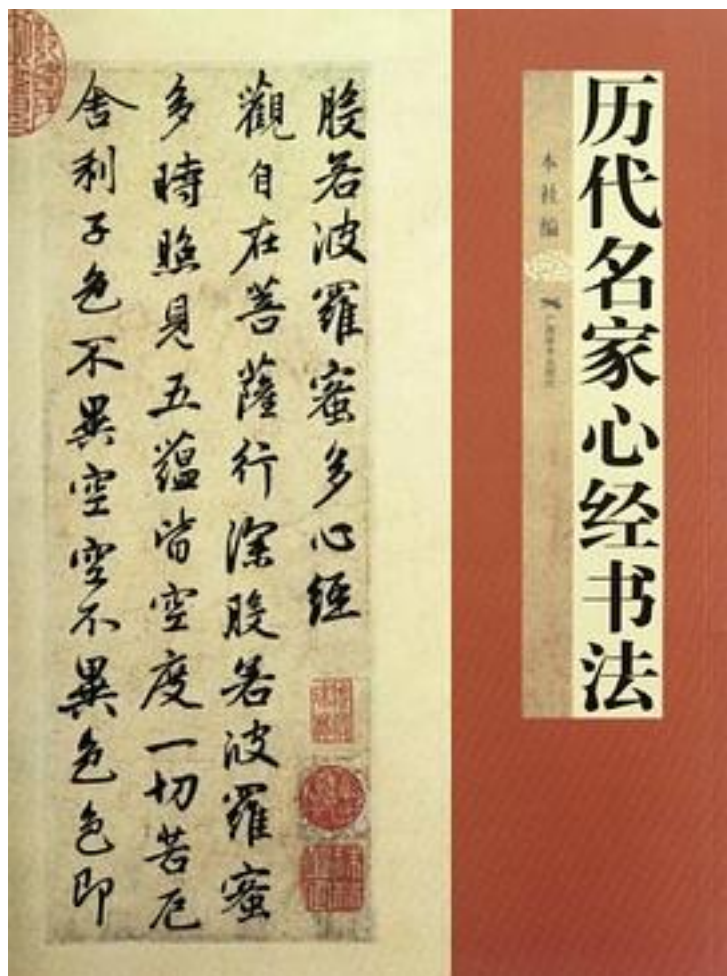 历代名家心经书法
本社编
般若波羅蜜多心經
觀自在菩薩行深般若波羅蜜
多時照見五蘊皆空度一切苦厄
舍利子色不異空空不異色色即